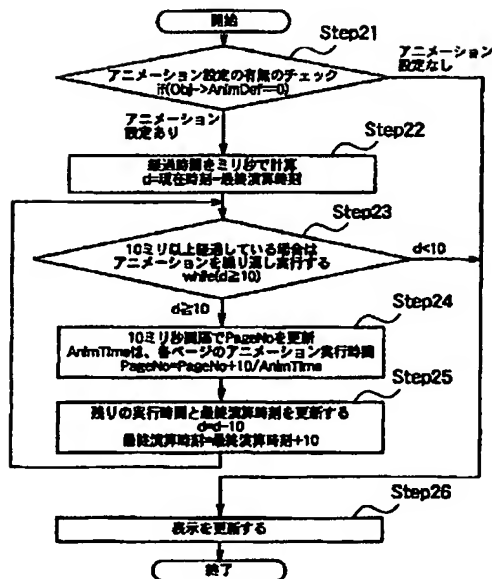 開始
Step21
アニメーション設定の有無のチェック
if(Obj->AnimDef==0)
アニメーション
設定なし
アニメーション
設定あり
Step22
経過時間をミリ秒で計算
d=現在時刻-最終演算時刻
Step23
10ミリ以上経過している場合は
アニメーションを繰り返し実行する
while(d≧10)
d<10
d≧10
Step24
10ミリ秒間隔でPageNoを更新
AnimTimeは、各ページのアニメーション実行時間
PageNo=PageNo+10/AnimTime
Step25
残りの実行時間と最終演算時刻を更新する
d=d-10
最終演算時刻=最終演算時刻+10
Step26
表示を更新する
終了